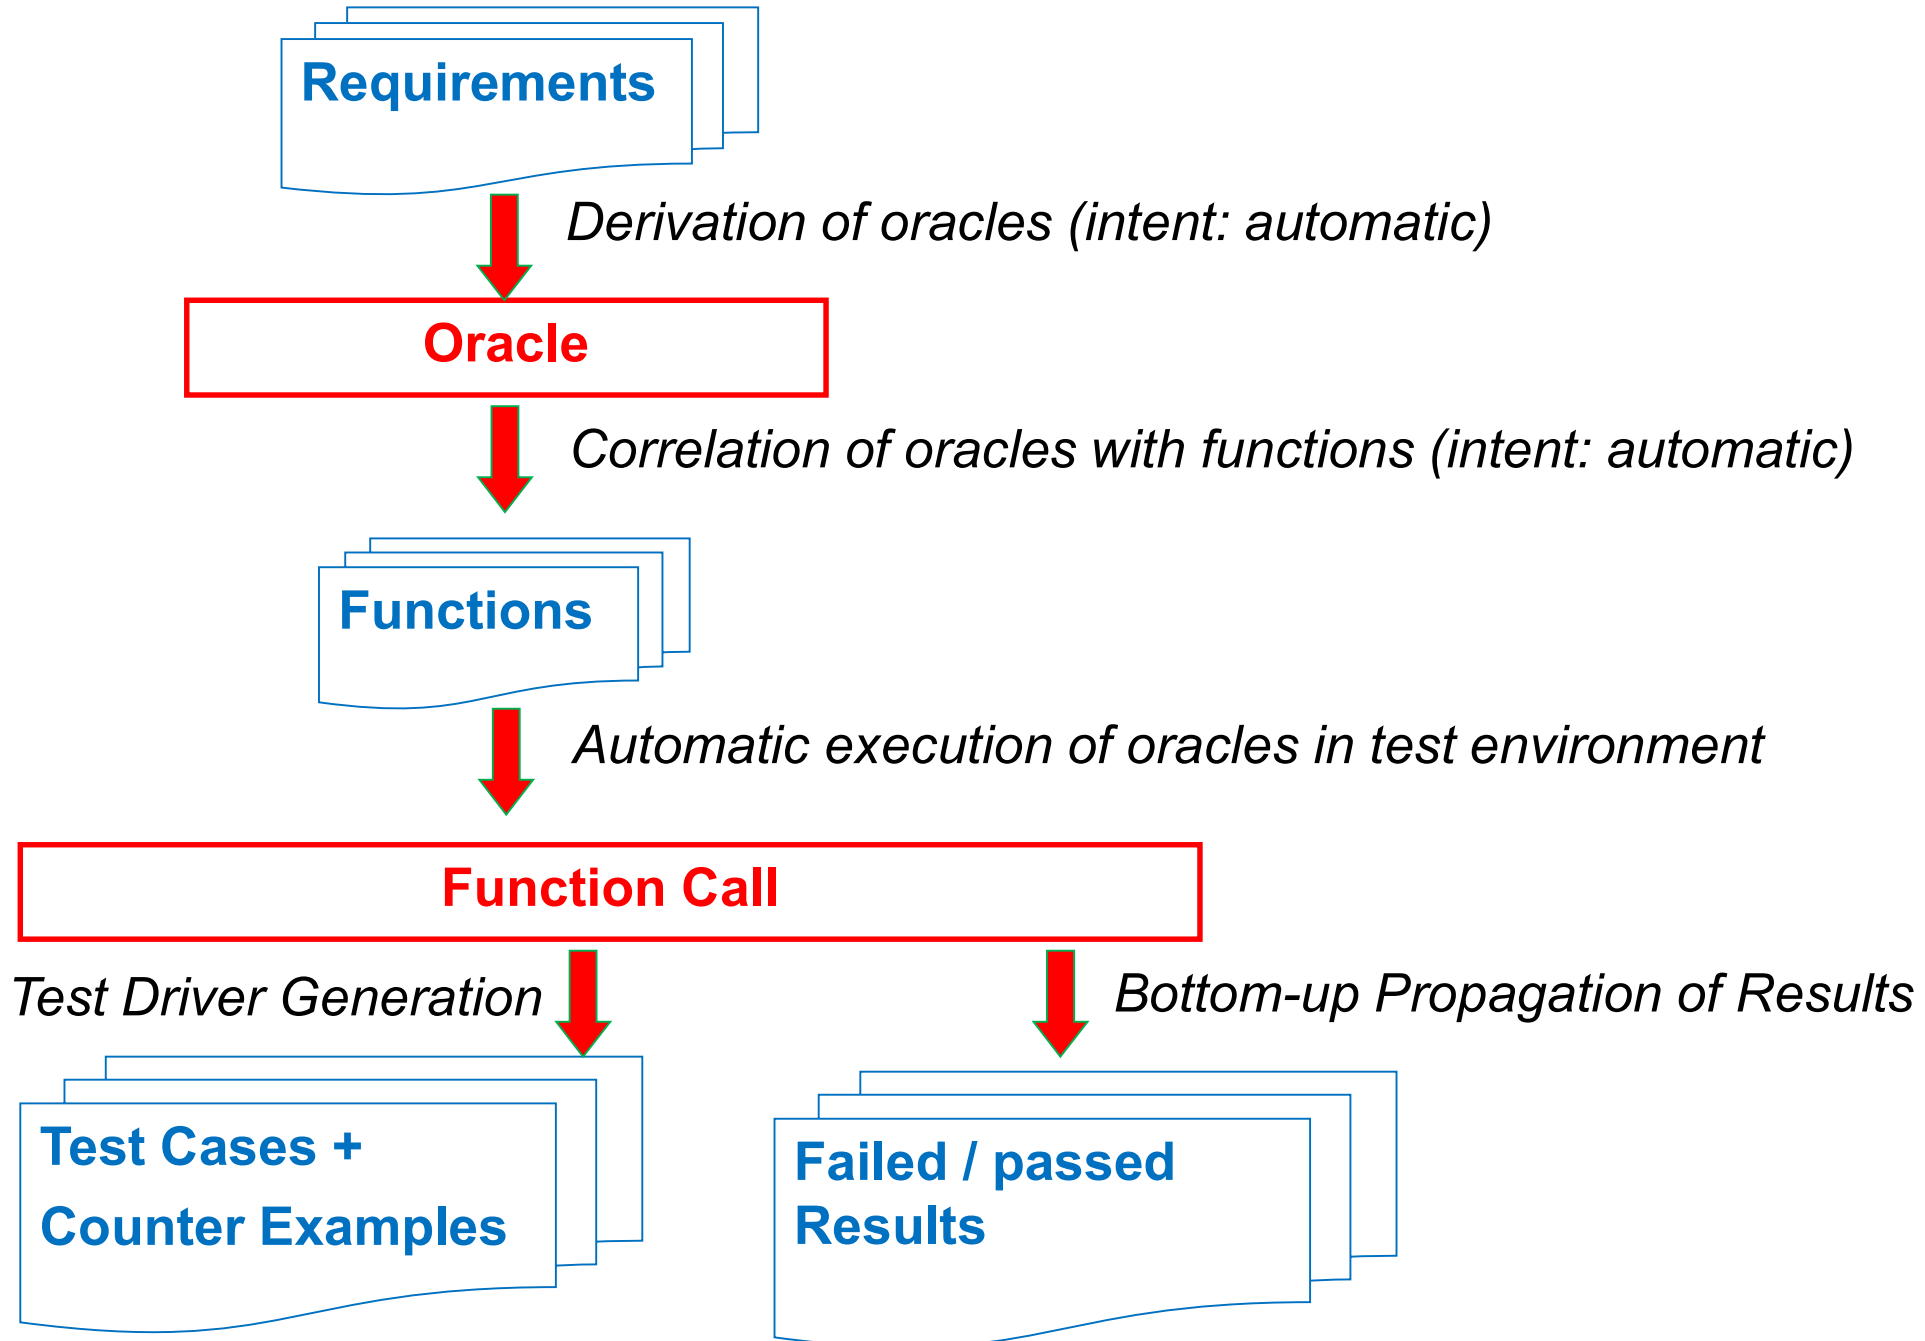 Requirements
Derivation of oracles (intent: automatic)
Oracle
Correlation of oracles with functions (intent: automatic)
Functions
Automatic execution of oracles in test environment
Function Call
Test Driver Generation
Bottom-up Propagation of Results
Test Cases +
Counter Examples
Failed / passed
Results